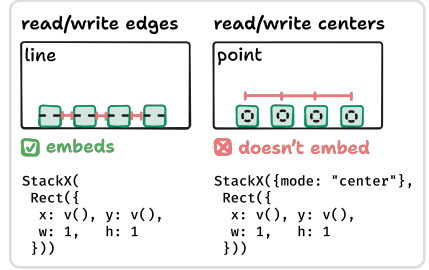 read/write edges
line
embeds
StackX(
Rect({
x: v(), y: v(),
w: 1, h: 1
}))
read/write centers
point
doesn't embed
StackX({mode: "center"},
Rect({
x: v(), y: v(),
w: 1, h: 1
}))